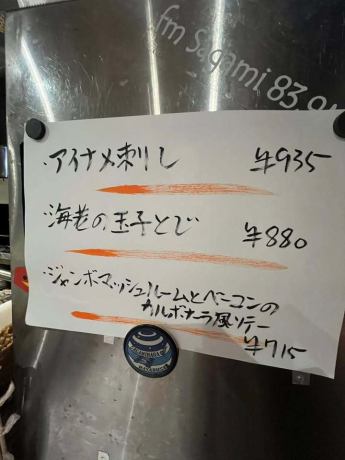 fm Sagami 83.9
・アイナメ刺し ¥935
・海老の玉子とじ ¥880
・ジャンボマッシュルームとベーコンの
カルボナーラ風ソテー
¥715